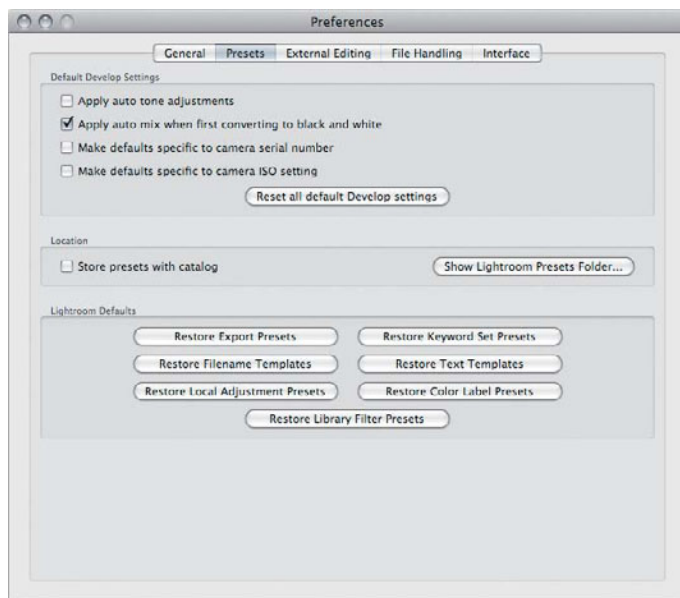 Preferences
General Presets External Editing File Handling Interface
Default Develop Settings
Apply auto tone adjustments
Apply auto mix when first converting to black and white
Make defaults specific to camera serial number
Make defaults specific to camera ISO setting
Reset all default Develop settings
Location
Store presets with catalog Show Lightroom Presets Folder...
Lightroom Defaults
Restore Export Presets Restore Keyword Set Presets
Restore Filename Templates Restore Text Templates
Restore Local Adjustment Presets Restore Color Label Presets
Restore Library Filter Presets